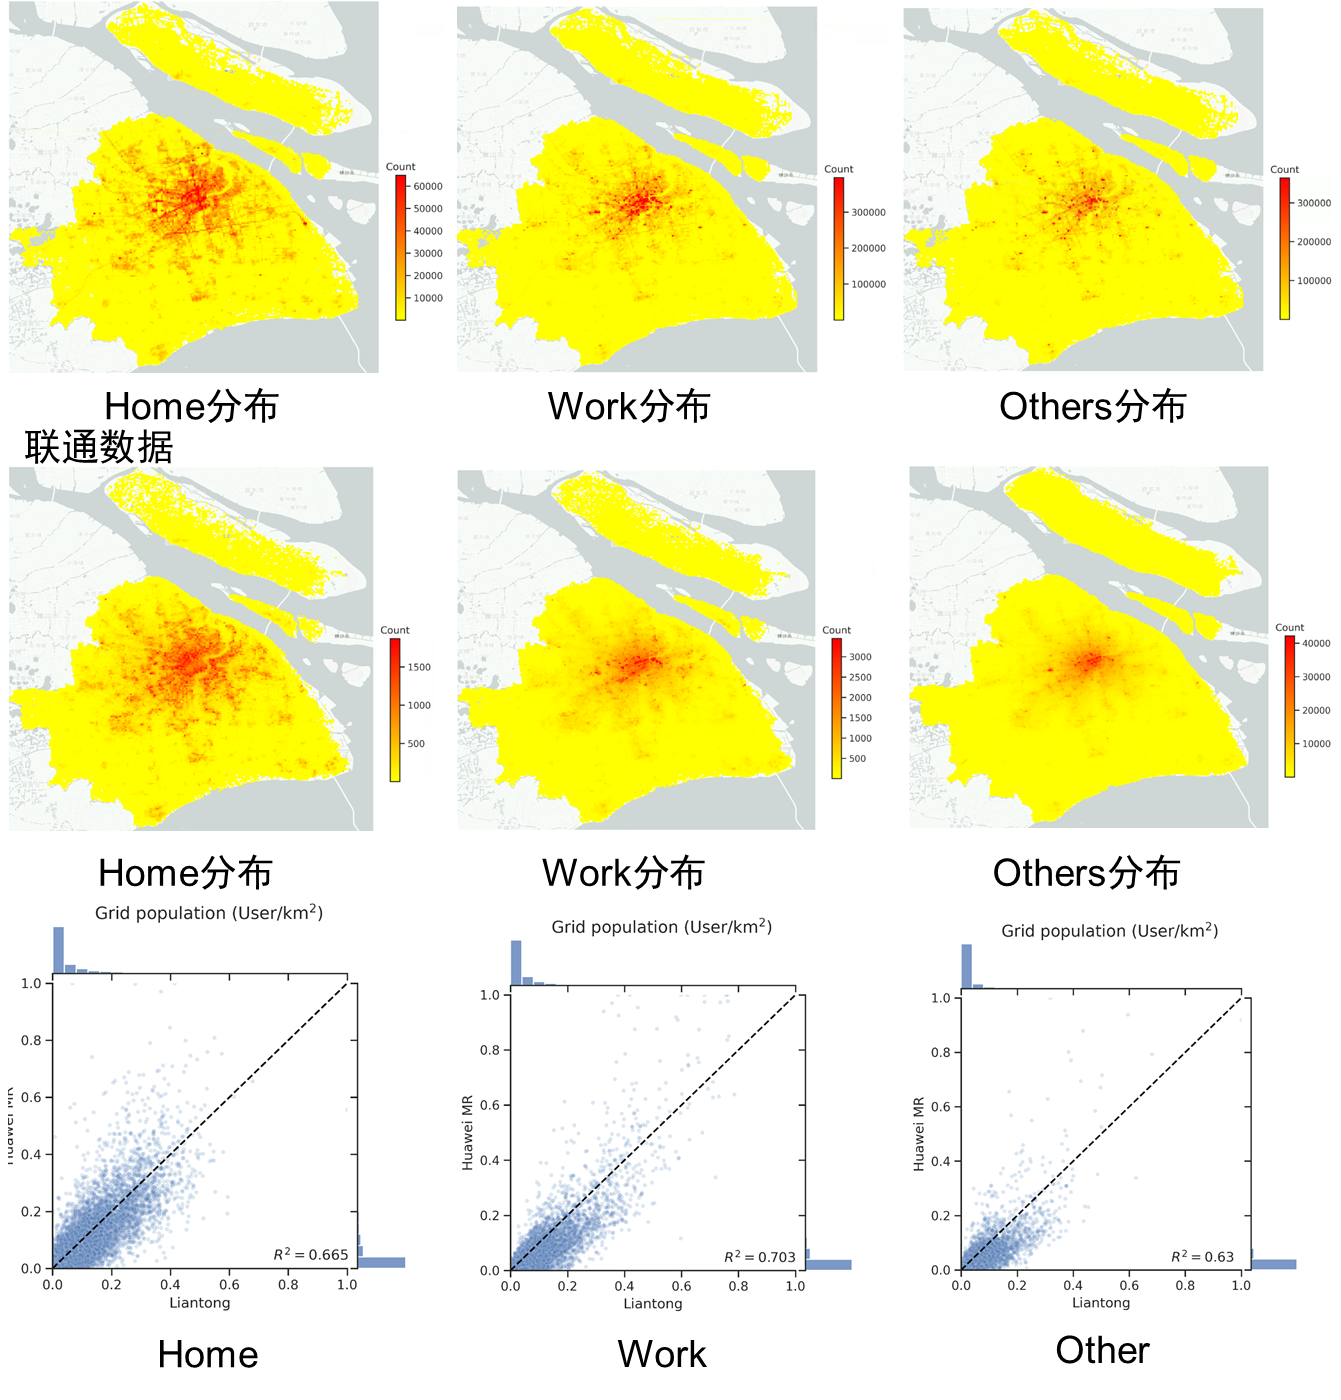 Count
60000
50000
40000
30000
20000
10000
Count
300000
200000
100000
Count
300000
200000
100000
Home分布
Work分布
Others分布
联通数据
Count
1500
1000
500
Count
3000
2500
2000
1500
1000
500
Count
40000
30000
20000
10000
Home分布
Work分布
Others分布
Grid population (User/km²)
1.0
0.8
0.6
0.4
0.2
0.0
Huawei MR
R² = 0.665
0.0 0.2 0.4 0.6 0.8 1.0
Liantong
Grid population (User/km²)
1.0
0.8
0.6
0.4
0.2
0.0
Huawei MR
R² = 0.703
0.0 0.2 0.4 0.6 0.8 1.0
Liantong
Grid population (User/km²)
1.0
0.8
0.6
0.4
0.2
0.0
Huawei MR
R² = 0.63
0.0 0.2 0.4 0.6 0.8 1.0
Liantong
Home
Work
Other